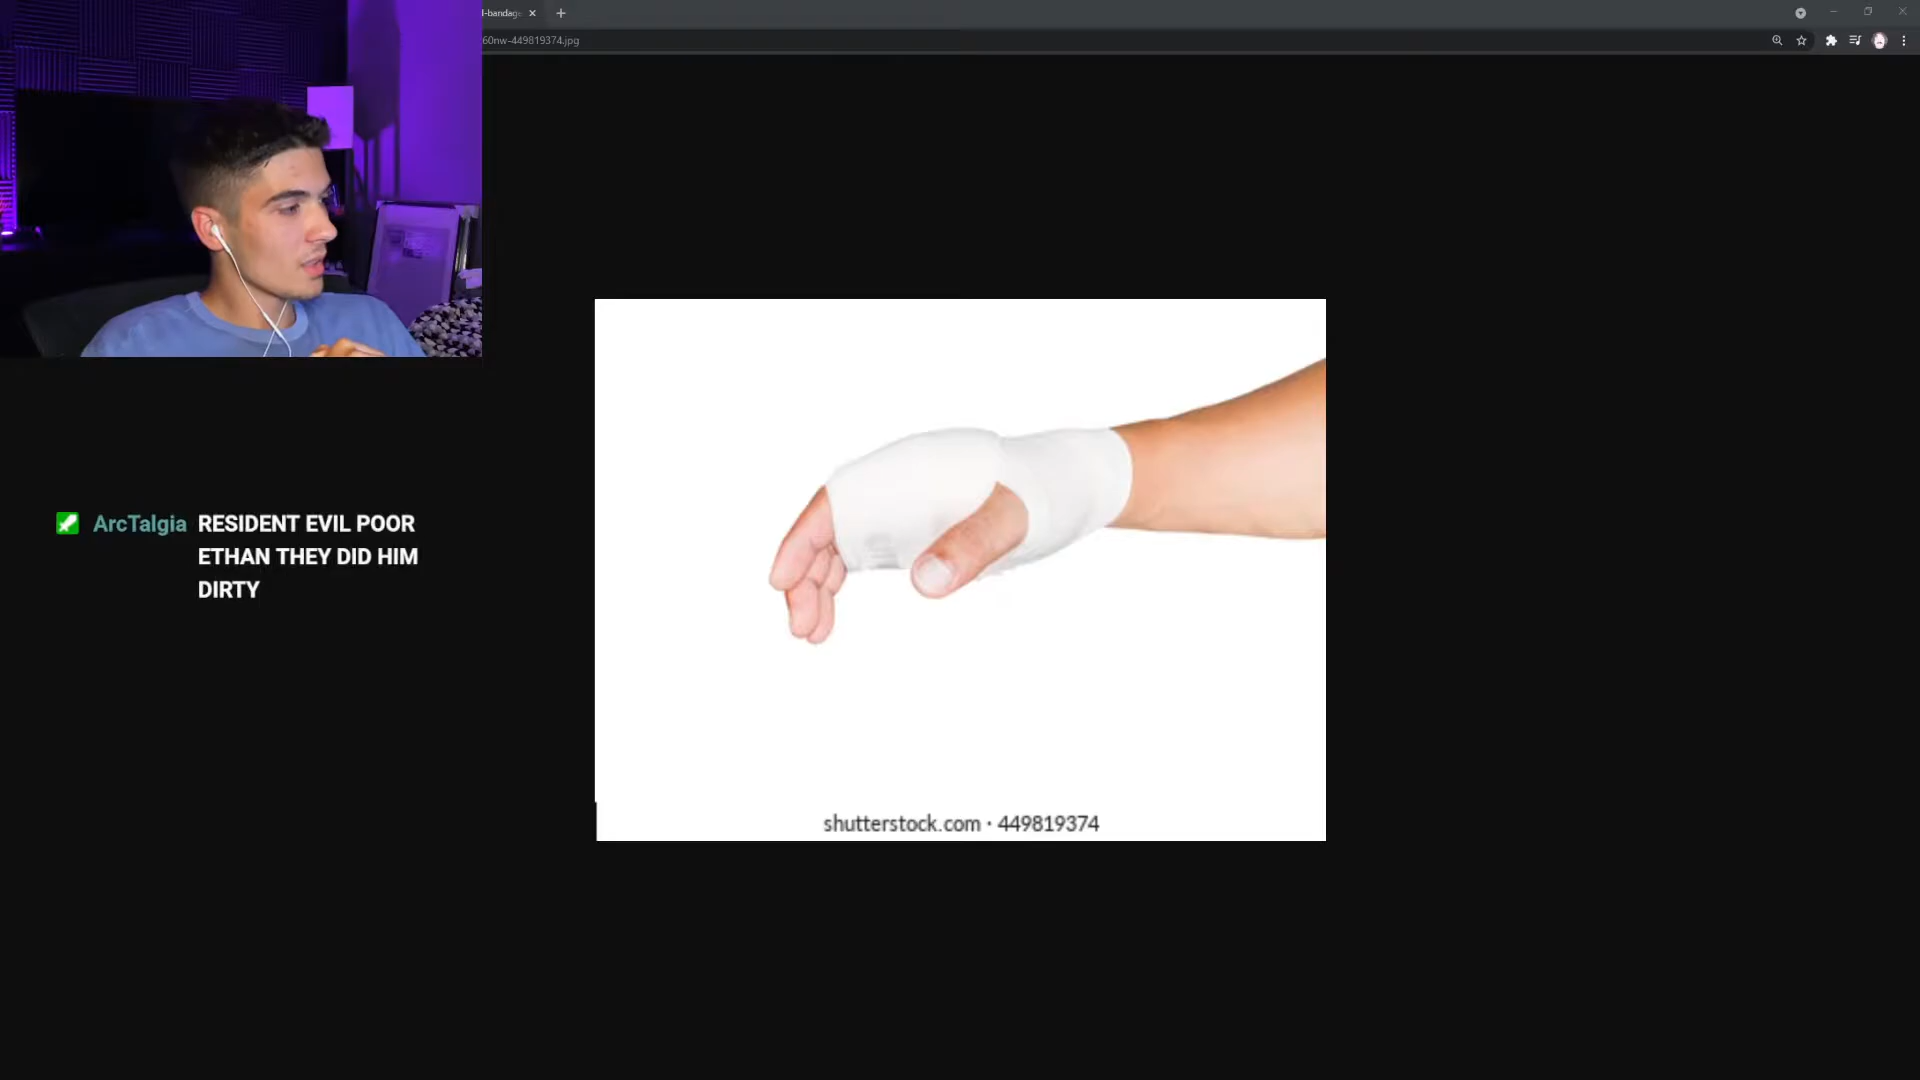 l-bandage
60nw-449819374.jpg
ArcTalgia RESIDENT EVIL POOR
ETHAN THEY DID HIM
DIRTY
shutterstock.com · 449819374